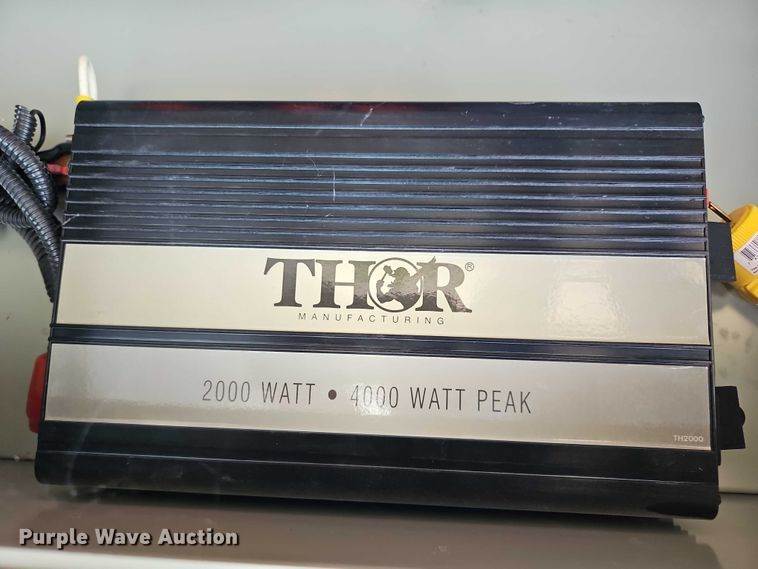 THOR®
MANUFACTURING
2000 WATT • 4000 WATT PEAK
TH2000
Purple Wave Auction